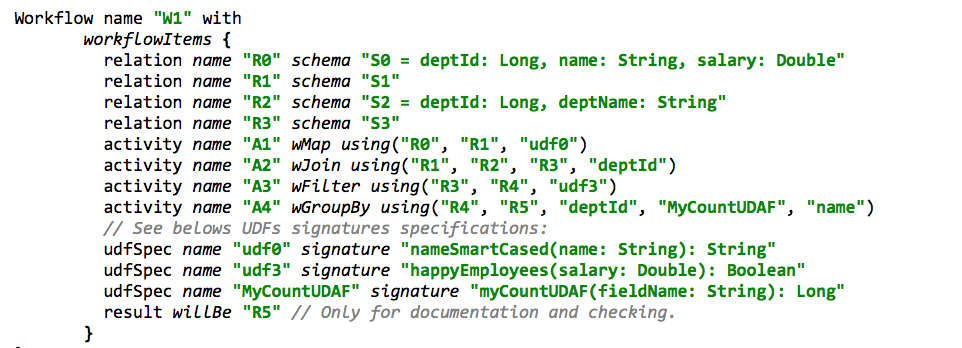 Workflow name "W1" with
workflowItems {
relation name "R0" schema "S0 = deptId: Long, name: String, salary: Double"
relation name "R1" schema "S1"
relation name "R2" schema "S2 = deptId: Long, deptName: String"
relation name "R3" schema "S3"
activity name "A1" wMap using("R0", "R1", "udf0")
activity name "A2" wJoin using("R1", "R2", "R3", "deptId")
activity name "A3" wFilter using("R3", "R4", "udf3")
activity name "A4" wGroupBy using("R4", "R5", "deptId", "MyCountUDAF", "name")
// See belows UDFs signatures specifications:
udfSpec name "udf0" signature "nameSmartCased(name: String): String"
udfSpec name "udf3" signature "happyEmployees(salary: Double): Boolean"
udfSpec name "MyCountUDAF" signature "myCountUDAF(fieldName: String): Long"
result willBe "R5" // Only for documentation and checking.
}